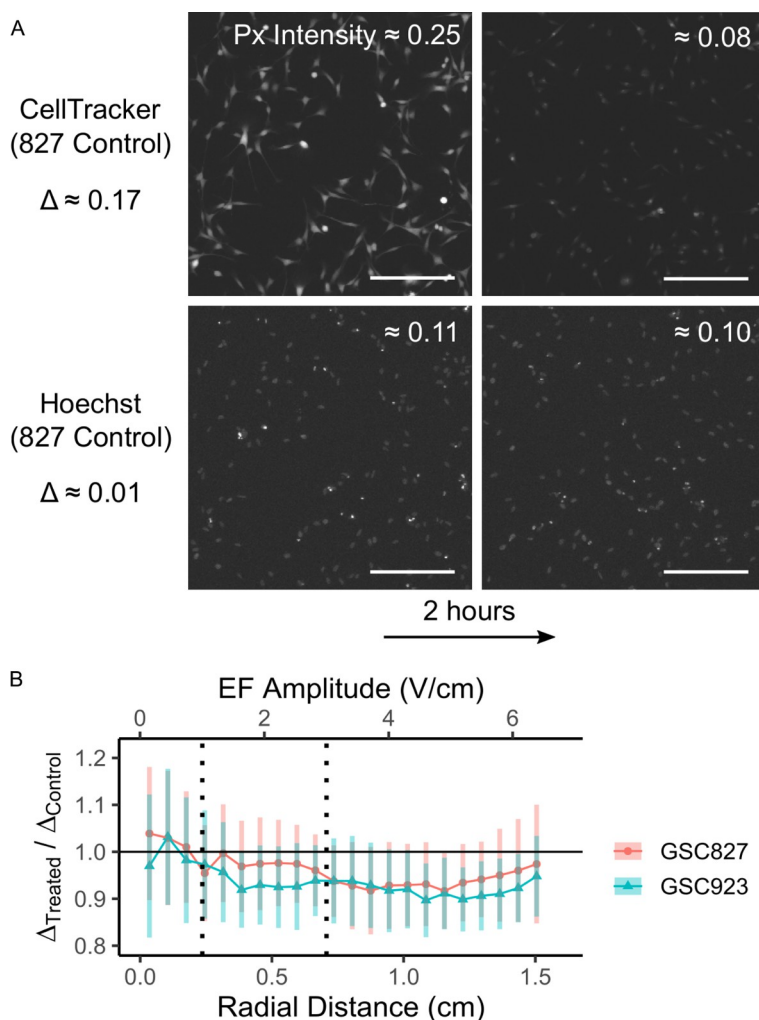 A
Px Intensity ≈ 0.25
≈ 0.08
CellTracker
(827 Control)
Δ ≈ 0.17
≈ 0.11
≈ 0.10
Hoechst
(827 Control)
Δ ≈ 0.01
2 hours
B
EF Amplitude (V/cm)
0 2 4 6
1.2
1.1
1.0
0.9
0.8
Δ_Treated / Δ_Control
GSC827
GSC923
0.0 0.5 1.0 1.5
Radial Distance (cm)